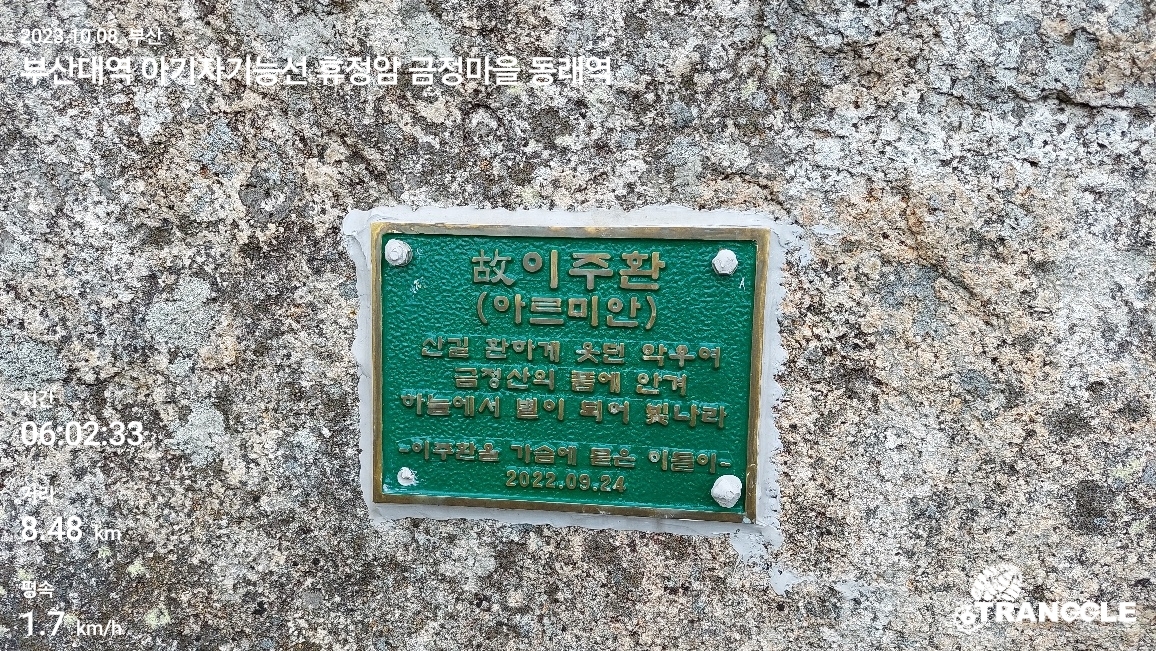 2023.10.08, 부산
부산대역 아기자기능선 휴정암 금정마을 동래역
故 이주환
(아르미안)
산길 환하게 웃던 악우여
금정산의 품에 안겨
하늘에서 별이 되어 빛나라
-이주환을 가슴에 묻은 이들이-
2022.09.24
시간
06:02:33
거리
8.48 km
평속
1.7 km/h
TRANGGLE